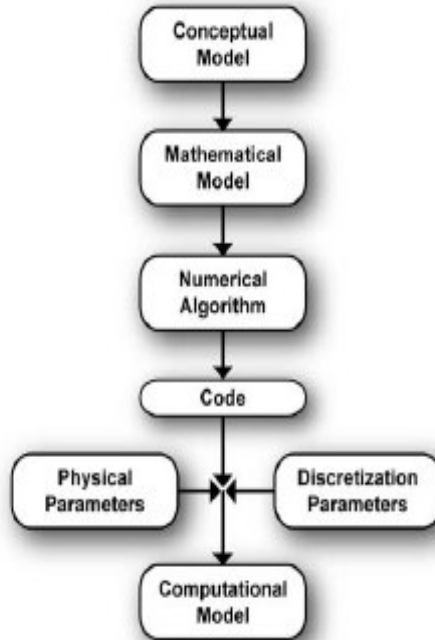 Conceptual
Model
Mathematical
Model
Numerical
Algorithm
Code
Physical
Parameters
Discretization
Parameters
Computational
Model